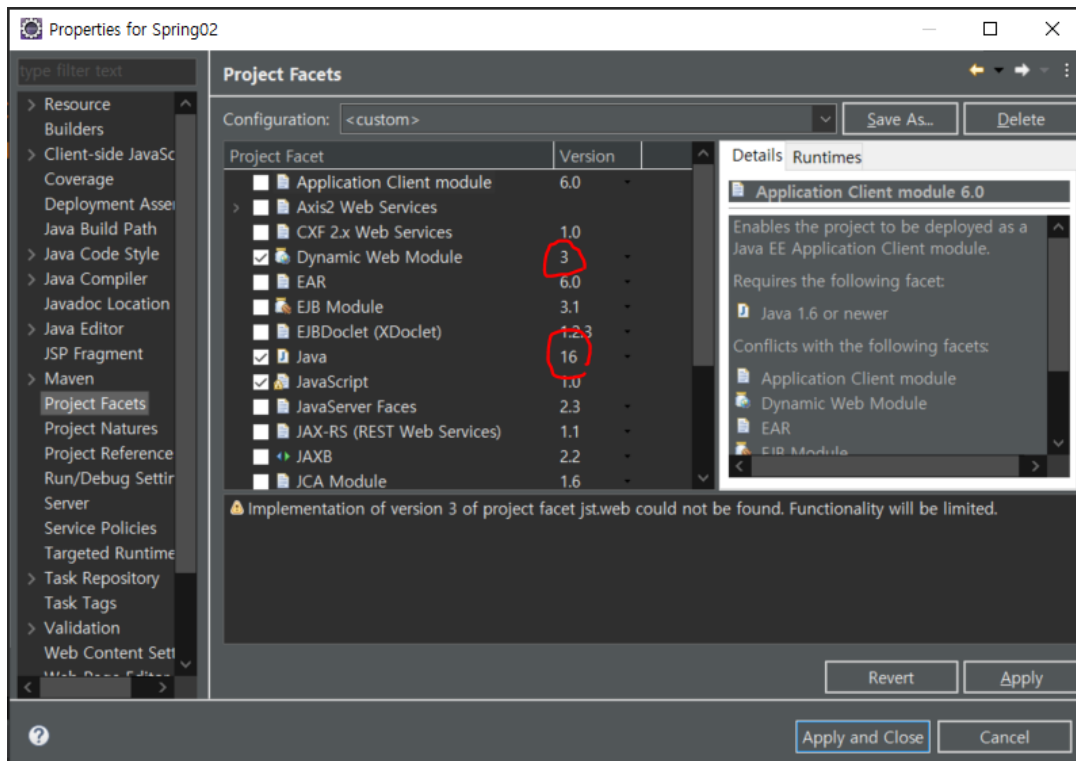 Properties for Spring02
type filter text
Project Facets
Resource
Builders
Client-side JavaSc
Coverage
Deployment Asse
Java Build Path
Java Code Style
Java Compiler
Javadoc Location
Java Editor
JSP Fragment
Maven
Project Facets
Project Natures
Project Reference
Run/Debug Settin
Server
Service Policies
Targeted Runtime
Task Repository
Task Tags
Validation
Web Content Sett
Configuration: <custom> Save As... Delete
Project Facet Version
Application Client module 6.0
Axis2 Web Services
CXF 2.x Web Services 1.0
Dynamic Web Module 3
EAR 6.0
EJB Module 3.1
EJBDoclet (XDoclet) 1.2.3
Java 16
JavaScript 1.0
JavaServer Faces 2.3
JAX-RS (REST Web Services) 1.1
JAXB 2.2
JCA Module 1.6
Details Runtimes
Application Client module 6.0
Enables the project to be deployed as a
Java EE Application Client module.
Requires the following facet:
Java 1.6 or newer
Conflicts with the following facets:
Application Client module
Dynamic Web Module
EAR
EJB Module
Implementation of version 3 of project facet jst.web could not be found. Functionality will be limited.
Revert Apply
Apply and Close Cancel